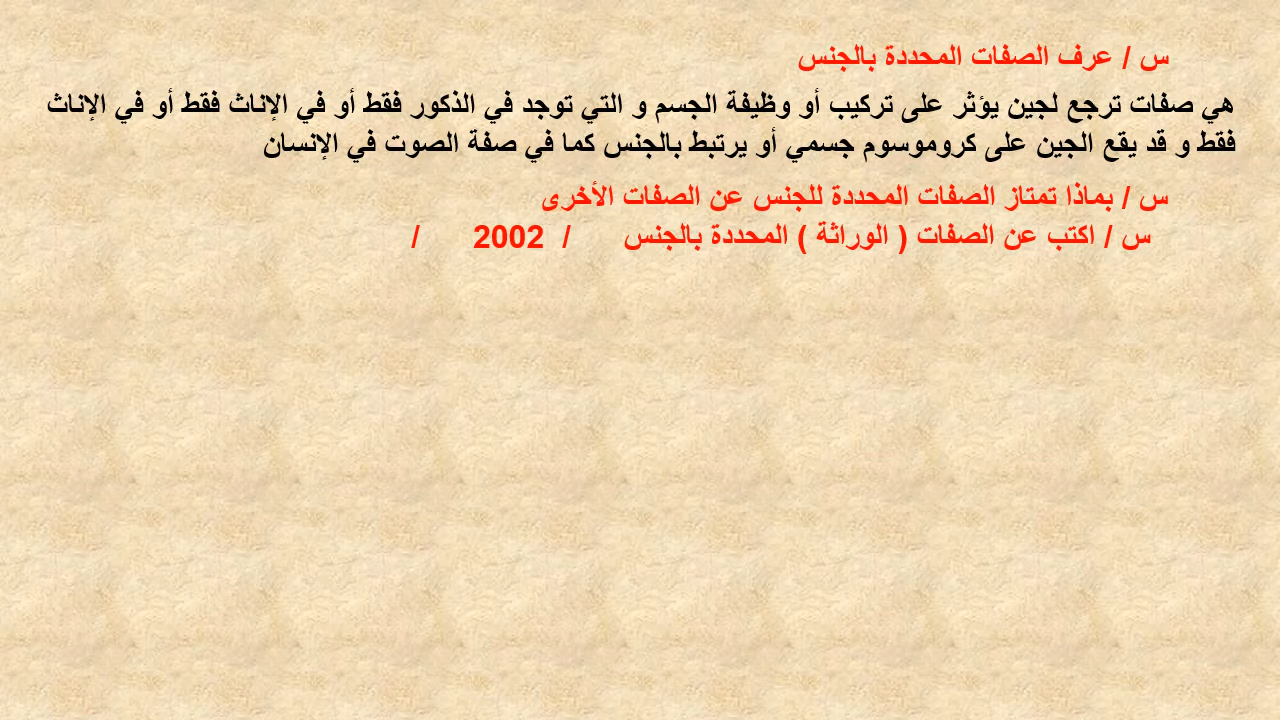 س / عرف الصفات المحددة بالجنس
هي صفات ترجع لجين يؤثر على تركيب أو وظيفة الجسم و التي توجد في الذكور فقط أو في الإناث فقط أو في الإناث
فقط و قد يقع الجين على كروموسوم جسمي أو يرتبط بالجنس كما في صفة الصوت في الإنسان
س / بماذا تمتاز الصفات المحددة للجنس عن الصفات الأخرى
س / اكتب عن الصفات ( الوراثة ) المحددة بالجنس / 2002 /